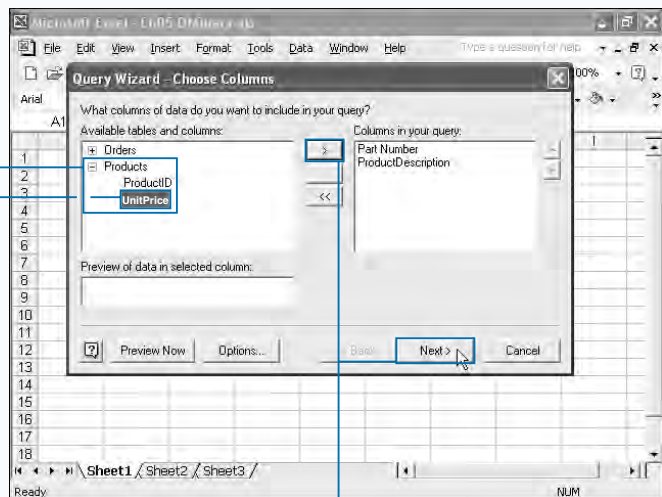 Microsoft Excel - Ch05 DMiners.xls
File Edit View Insert Format Tools Data Window Help Type a question for help
00%
Arial
A1
Query Wizard - Choose Columns
What columns of data do you want to include in your query?
Available tables and columns:
Columns in your query:
+ Orders
- Products
ProductID
UnitPrice
>
<<
Part Number
ProductDescription
Preview of data in selected column:
? Preview Now Options... Back Next > Cancel
I
1
2
3
4
5
6
7
8
9
10
11
12
13
14
15
16
17
18
Sheet1 Sheet2 Sheet3
Ready NUM